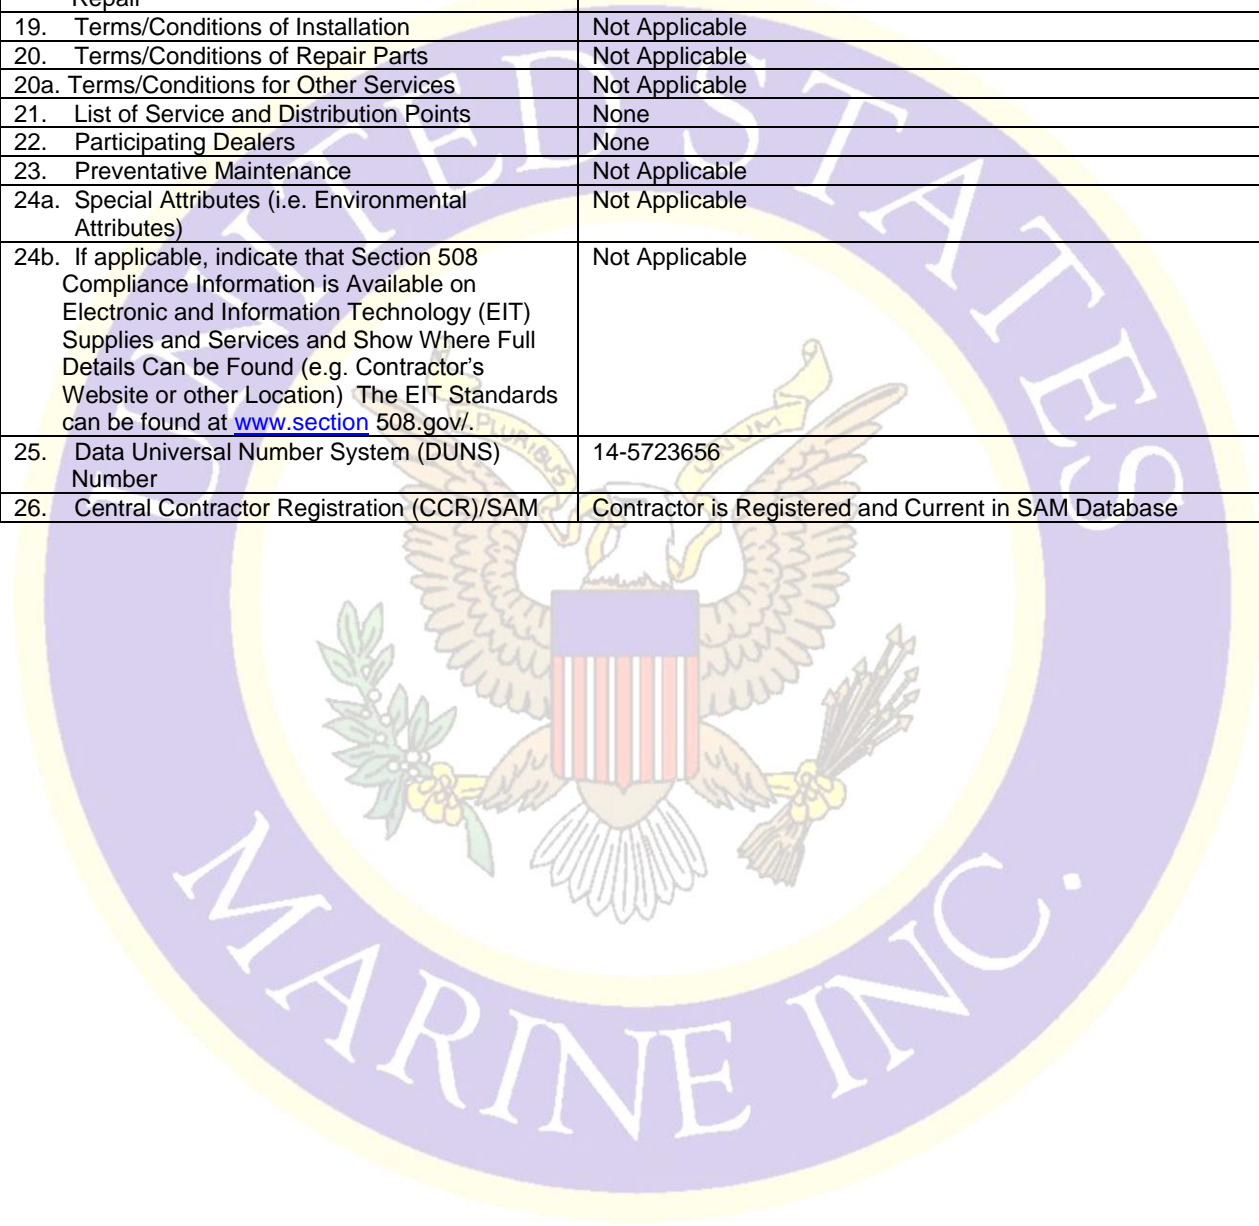 Repair
19. Terms/Conditions of Installation Not Applicable
20. Terms/Conditions of Repair Parts Not Applicable
20a. Terms/Conditions for Other Services Not Applicable
21. List of Service and Distribution Points None
22. Participating Dealers None
23. Preventative Maintenance Not Applicable
24a. Special Attributes (i.e. Environmental Not Applicable
Attributes)
24b. If applicable, indicate that Section 508 Not Applicable
Compliance Information is Available on
Electronic and Information Technology (EIT)
Supplies and Services and Show Where Full
Details Can be Found (e.g. Contractor's
Website or other Location) The EIT Standards
can be found at www.section 508.gov/.
25. Data Universal Number System (DUNS) 14-5723656
Number
26. Central Contractor Registration (CCR)/SAM Contractor is Registered and Current in SAM Database
UNITED STATES
PLURIBUS UNUM
MARINE INC.